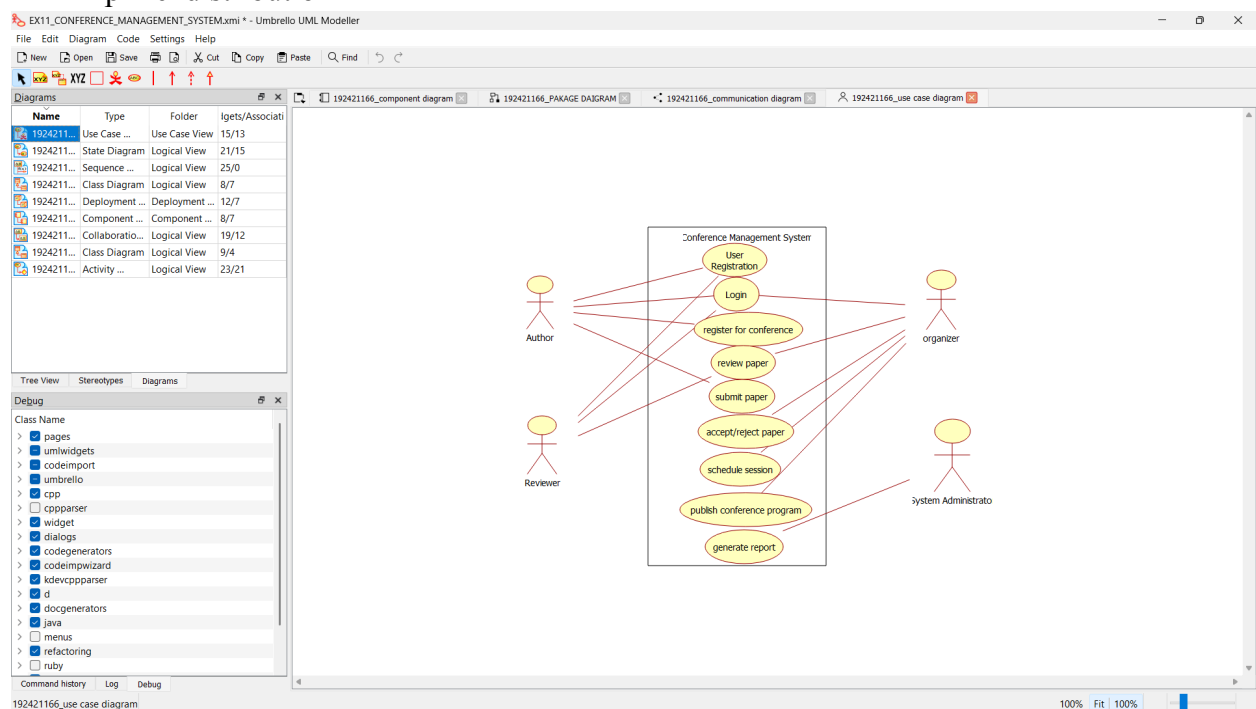 EX11_CONFERENCE_MANAGEMENT_SYSTEM.xmi * - Umbrello UML Modeller
File Edit Diagram Code Settings Help
New Open Save Cut Copy Paste Find
XYZ XYZ
Diagrams
192421166_component diagram 192421166_PAKAGE DAIGRAM 192421166_communication diagram 192421166_use case diagram
Name Type Folder lgets/Associati
1924211... Use Case ... Use Case View 15/13
1924211... State Diagram Logical View 21/15
1924211... Sequence ... Logical View 25/0
1924211... Class Diagram Logical View 8/7
1924211... Deployment ... Deployment ... 12/7
1924211... Component ... Component ... 8/7
1924211... Collaboratio... Logical View 19/12
1924211... Class Diagram Logical View 9/4
1924211... Activity ... Logical View 23/21
Tree View Stereotypes Diagrams
Debug
Class Name
pages
umlwidgets
codeimport
umbrello
cpp
cppparser
widget
dialogs
codegenerators
codeimpwizard
kdevcppparser
d
docgenerators
java
menus
refactoring
ruby
Command history Log Debug
Conference Management System
User
Registration
Login
register for conference
review paper
submit paper
accept/reject paper
schedule session
publish conference program
generate report
Author
Reviewer
organizer
System Administrato
192421166_use case diagram
100% Fit 100%